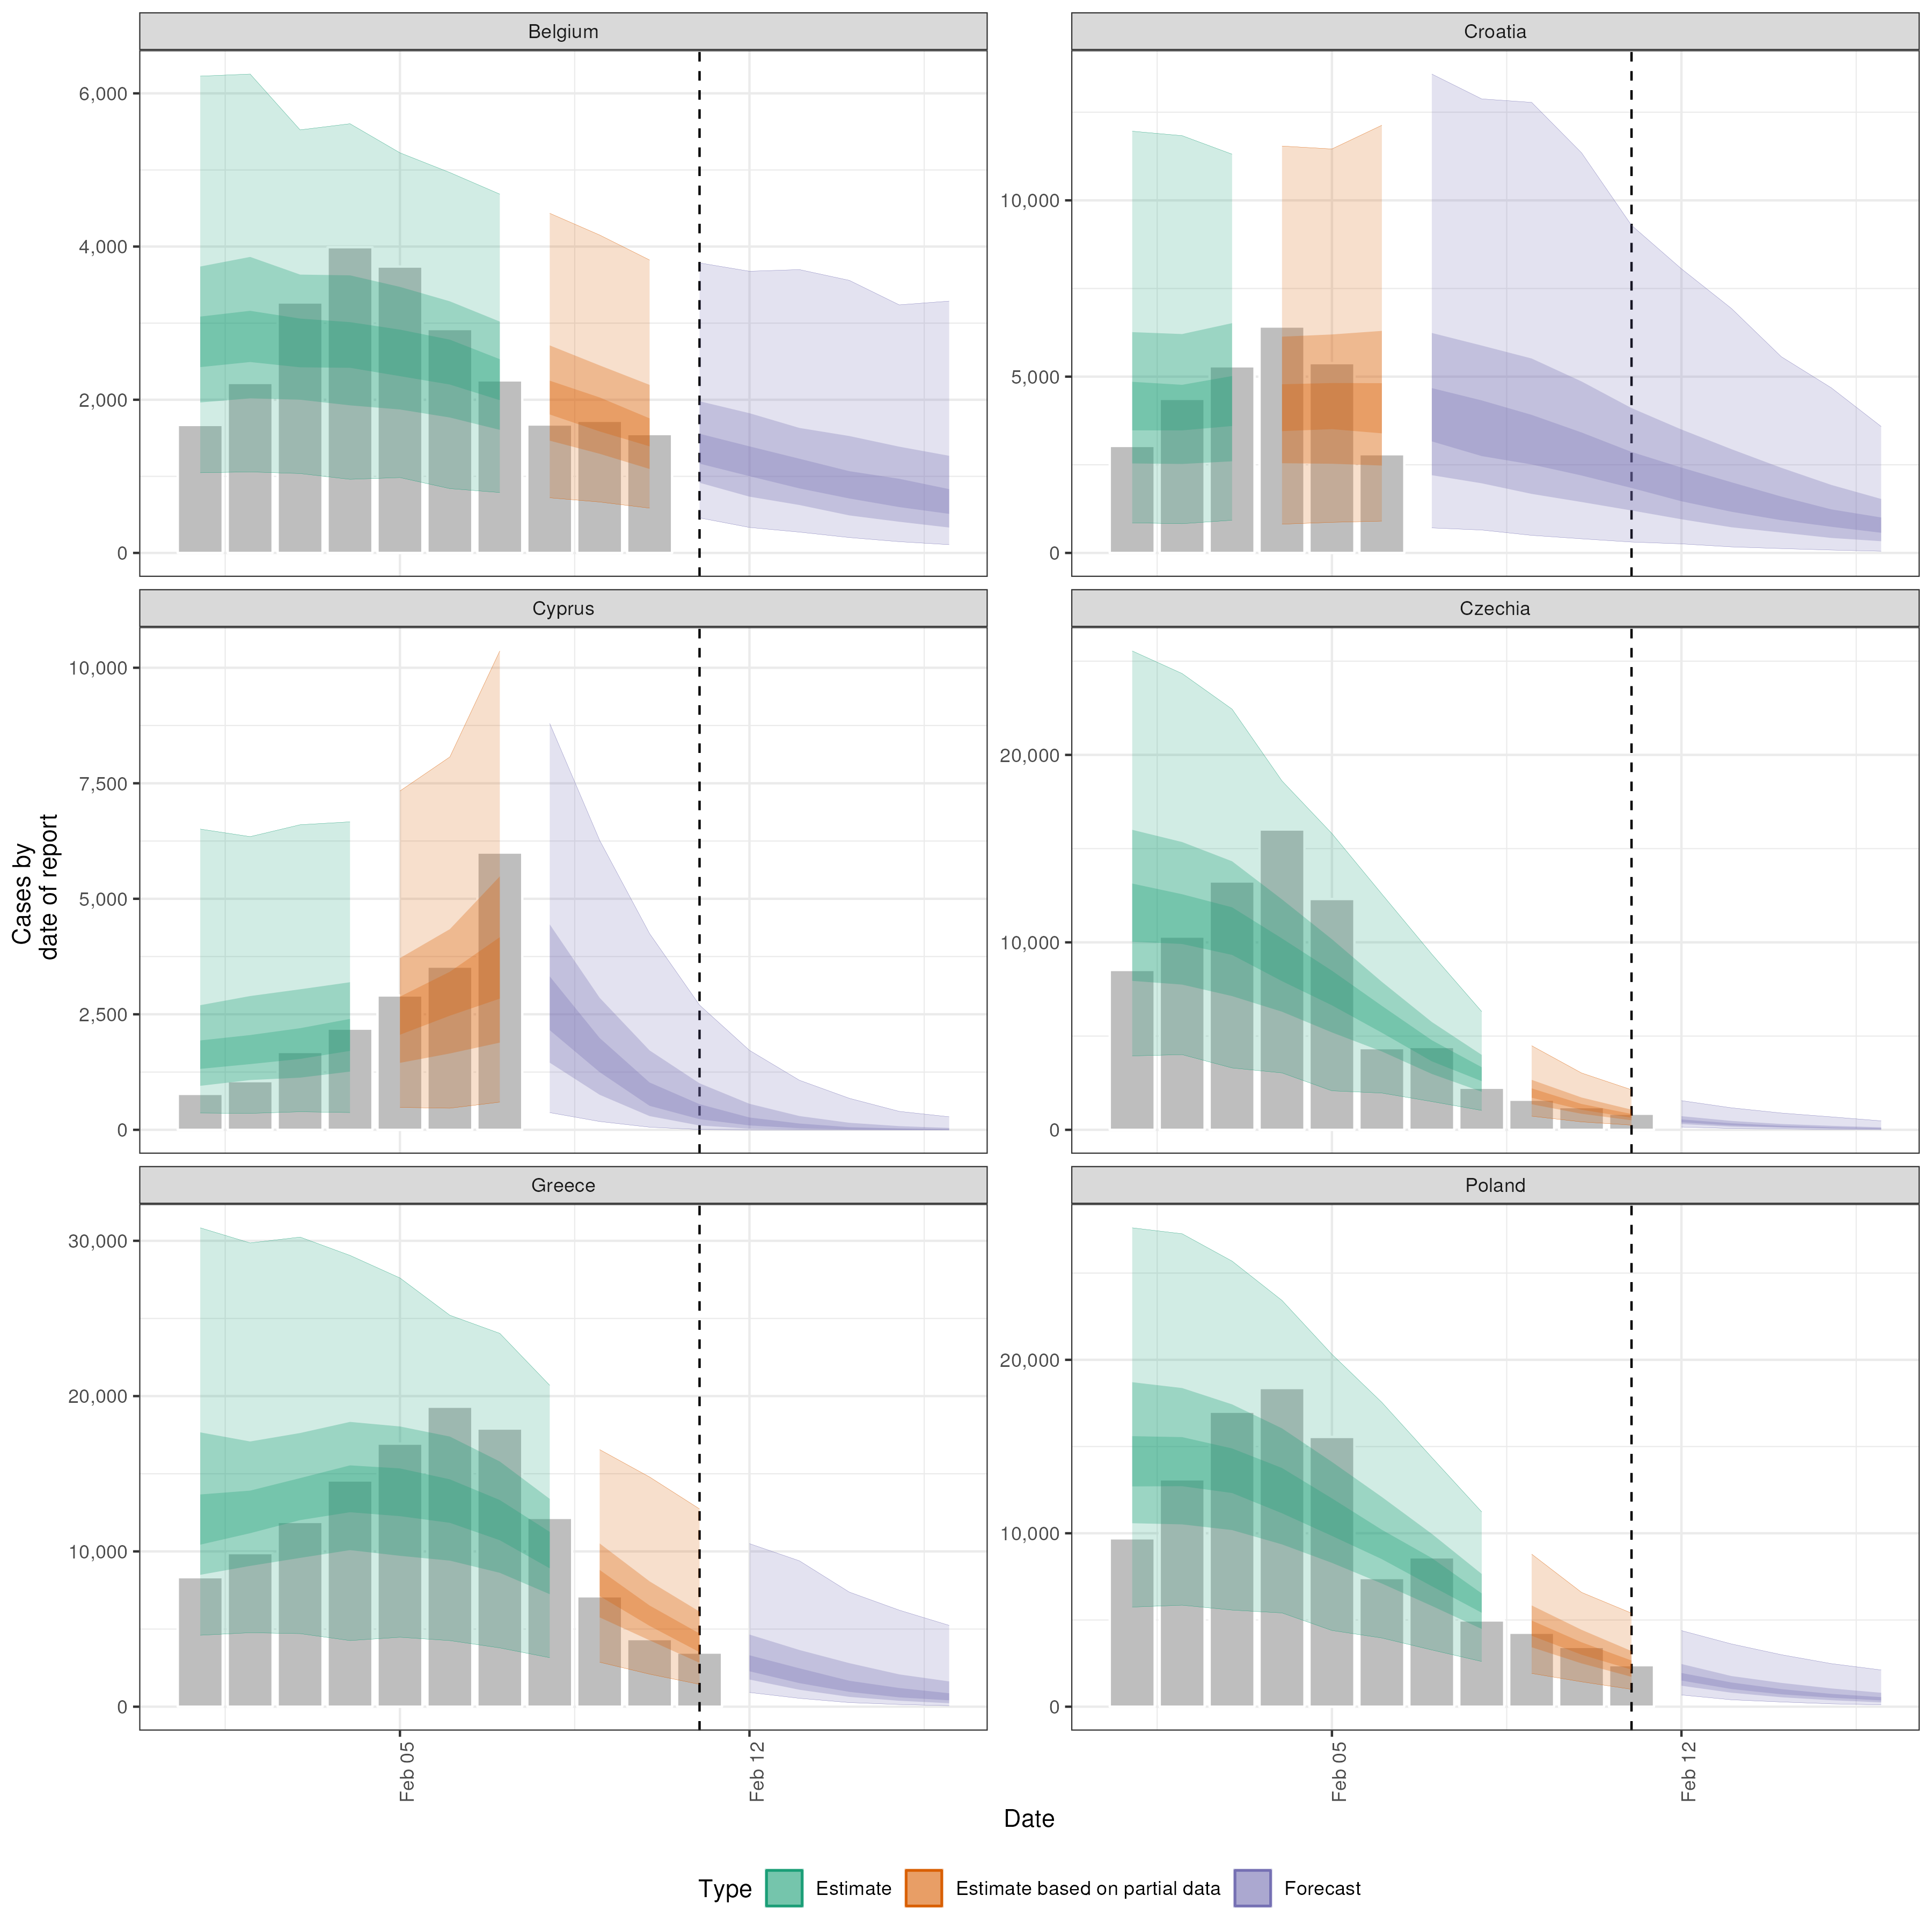 Belgium
Croatia
6,000
4,000
2,000
0
10,000
5,000
0
Cyprus
Czechia
10,000
7,500
5,000
2,500
0
20,000
10,000
0
Cases by
date of report
Greece
Poland
30,000
20,000
10,000
0
20,000
10,000
0
Feb 05
Feb 12
Feb 05
Feb 12
Date
Type
Estimate
Estimate based on partial data
Forecast